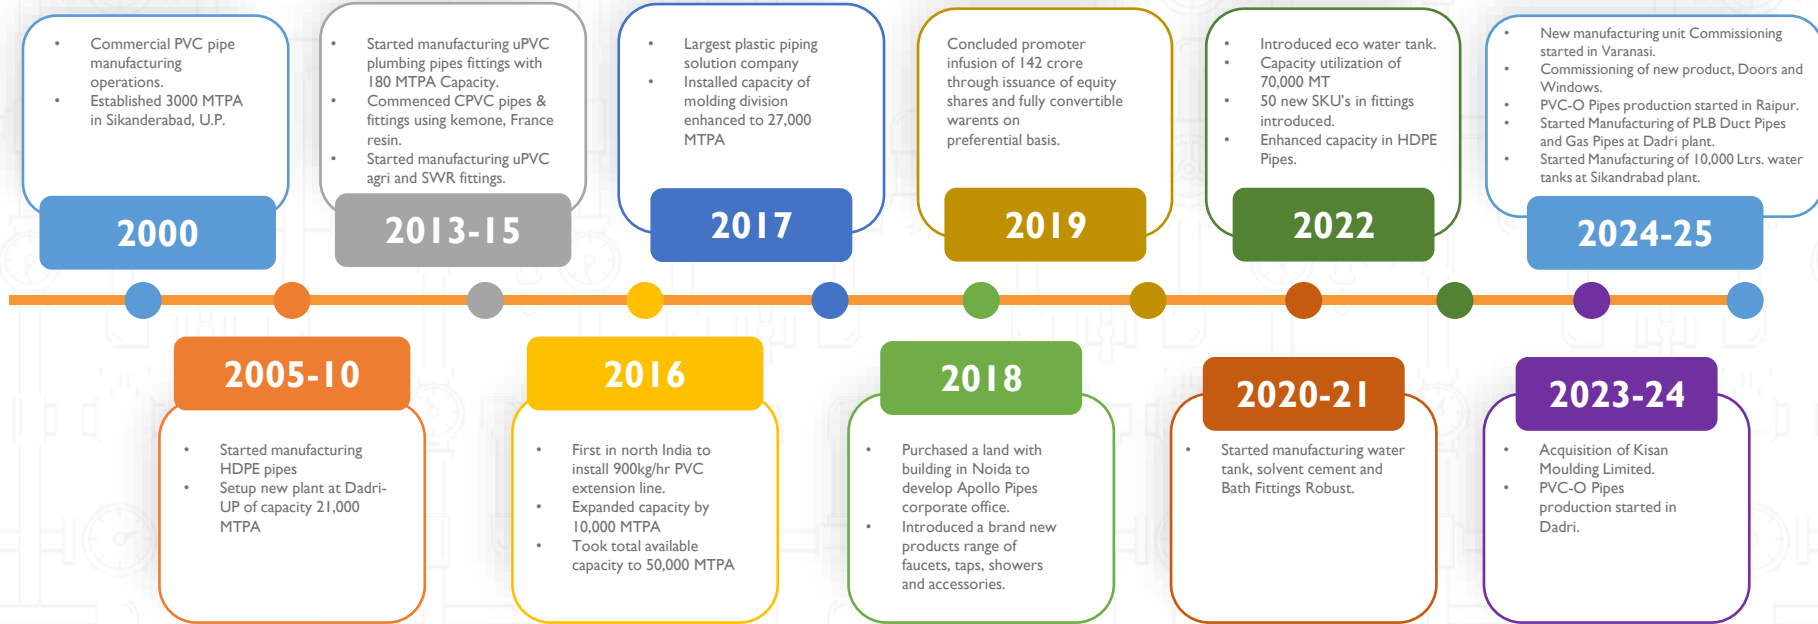 • Commercial PVC pipe
manufacturing
operations.
• Established 3000 MTPA
in Sikanderabad, U.P.
2000
• Started manufacturing uPVC
plumbing pipes fittings with
180 MTPA Capacity.
• Commenced CPVC pipes &
fittings using kemone, France
resin.
• Started manufacturing uPVC
agri and SWR fittings.
2013-15
• Largest plastic piping
solution company
• Installed capacity of
molding division
enhanced to 27,000
MTPA
2017
Concluded promoter
infusion of 142 crore
through issuance of equity
shares and fully convertible
warents on
preferential basis.
2019
• Introduced eco water tank.
• Capacity utilization of
70,000 MT
• 50 new SKU's in fittings
introduced.
• Enhanced capacity in HDPE
Pipes.
2022
• New manufacturing unit Commissioning
started in Varanasi.
• Commissioning of new product, Doors and
Windows.
• PVC-O Pipes production started in Raipur.
• Started Manufacturing of PLB Duct Pipes
and Gas Pipes at Dadri plant.
• Started Manufacturing of 10,000 Ltrs. water
tanks at Sikandrabad plant.
2024-25
2005-10
• Started manufacturing
HDPE pipes
• Setup new plant at Dadri-
UP of capacity 21,000
MTPA
2016
• First in north India to
install 900kg/hr PVC
extension line.
• Expanded capacity by
10,000 MTPA
• Took total available
capacity to 50,000 MTPA
2018
• Purchased a land with
building in Noida to
develop Apollo Pipes
corporate office.
• Introduced a brand new
products range of
faucets, taps, showers
and accessories.
2020-21
• Started manufacturing water
tank, solvent cement and
Bath Fittings Robust.
2023-24
• Acquisition of Kisan
Moulding Limited.
• PVC-O Pipes
production started in
Dadri.